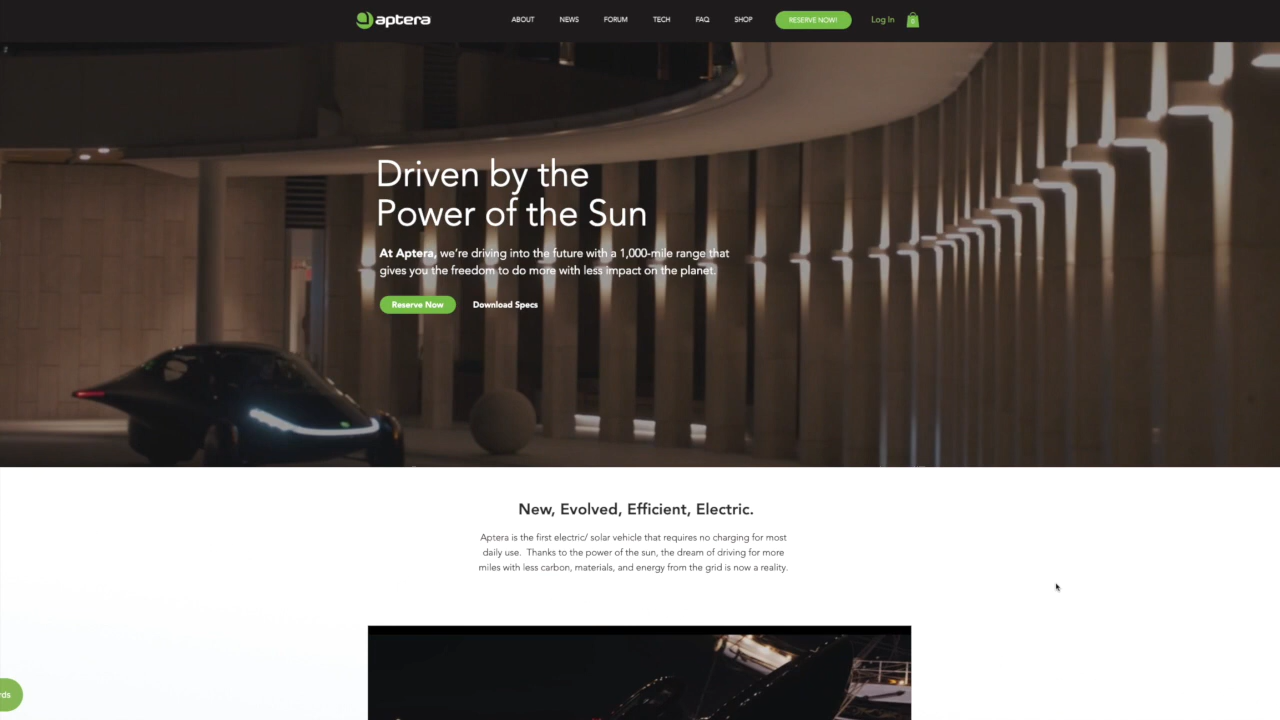 aptera
ABOUT NEWS FORUM TECH FAQ SHOP RESERVE NOW! Log In 0
Driven by the
Power of the Sun
At Aptera, we're driving into the future with a 1,000-mile range that
gives you the freedom to do more with less impact on the planet.
Reserve Now Download Specs
New, Evolved, Efficient, Electric.
Aptera is the first electric/ solar vehicle that requires no charging for most
daily use. Thanks to the power of the sun, the dream of driving for more
miles with less carbon, materials, and energy from the grid is now a reality.
rds